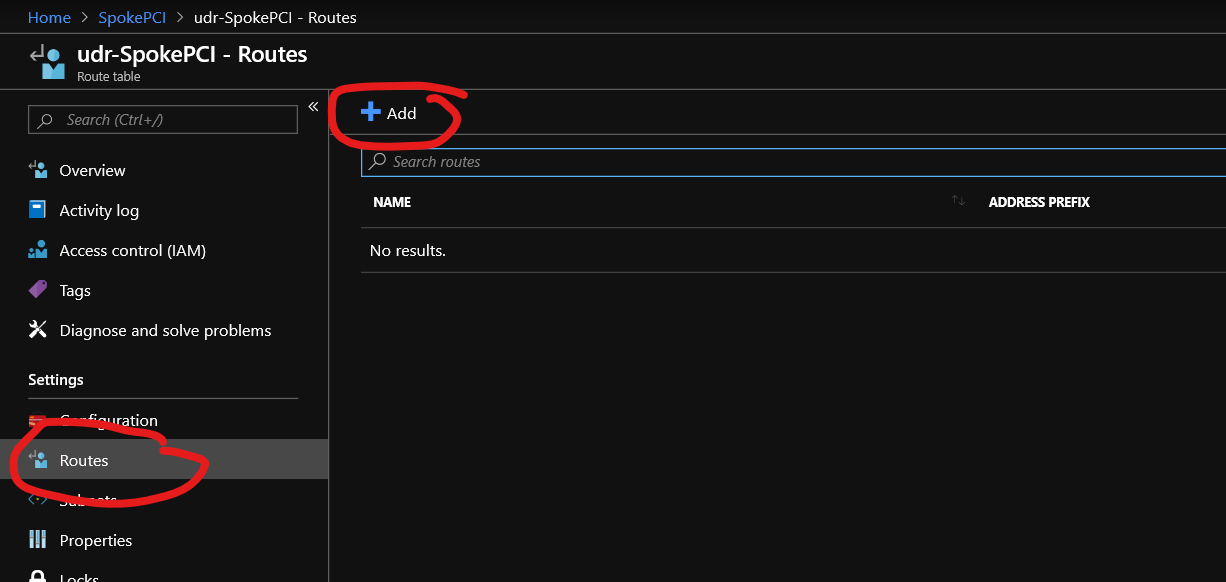 Home > SpokePCI > udr-SpokePCI - Routes
udr-SpokePCI - Routes
Route table
Search (Ctrl+/)
«
Overview
Activity log
Access control (IAM)
Tags
Diagnose and solve problems
Settings
Configuration
Routes
Subnets
Properties
Locks
Add
Search routes
NAME ADDRESS PREFIX
No results.